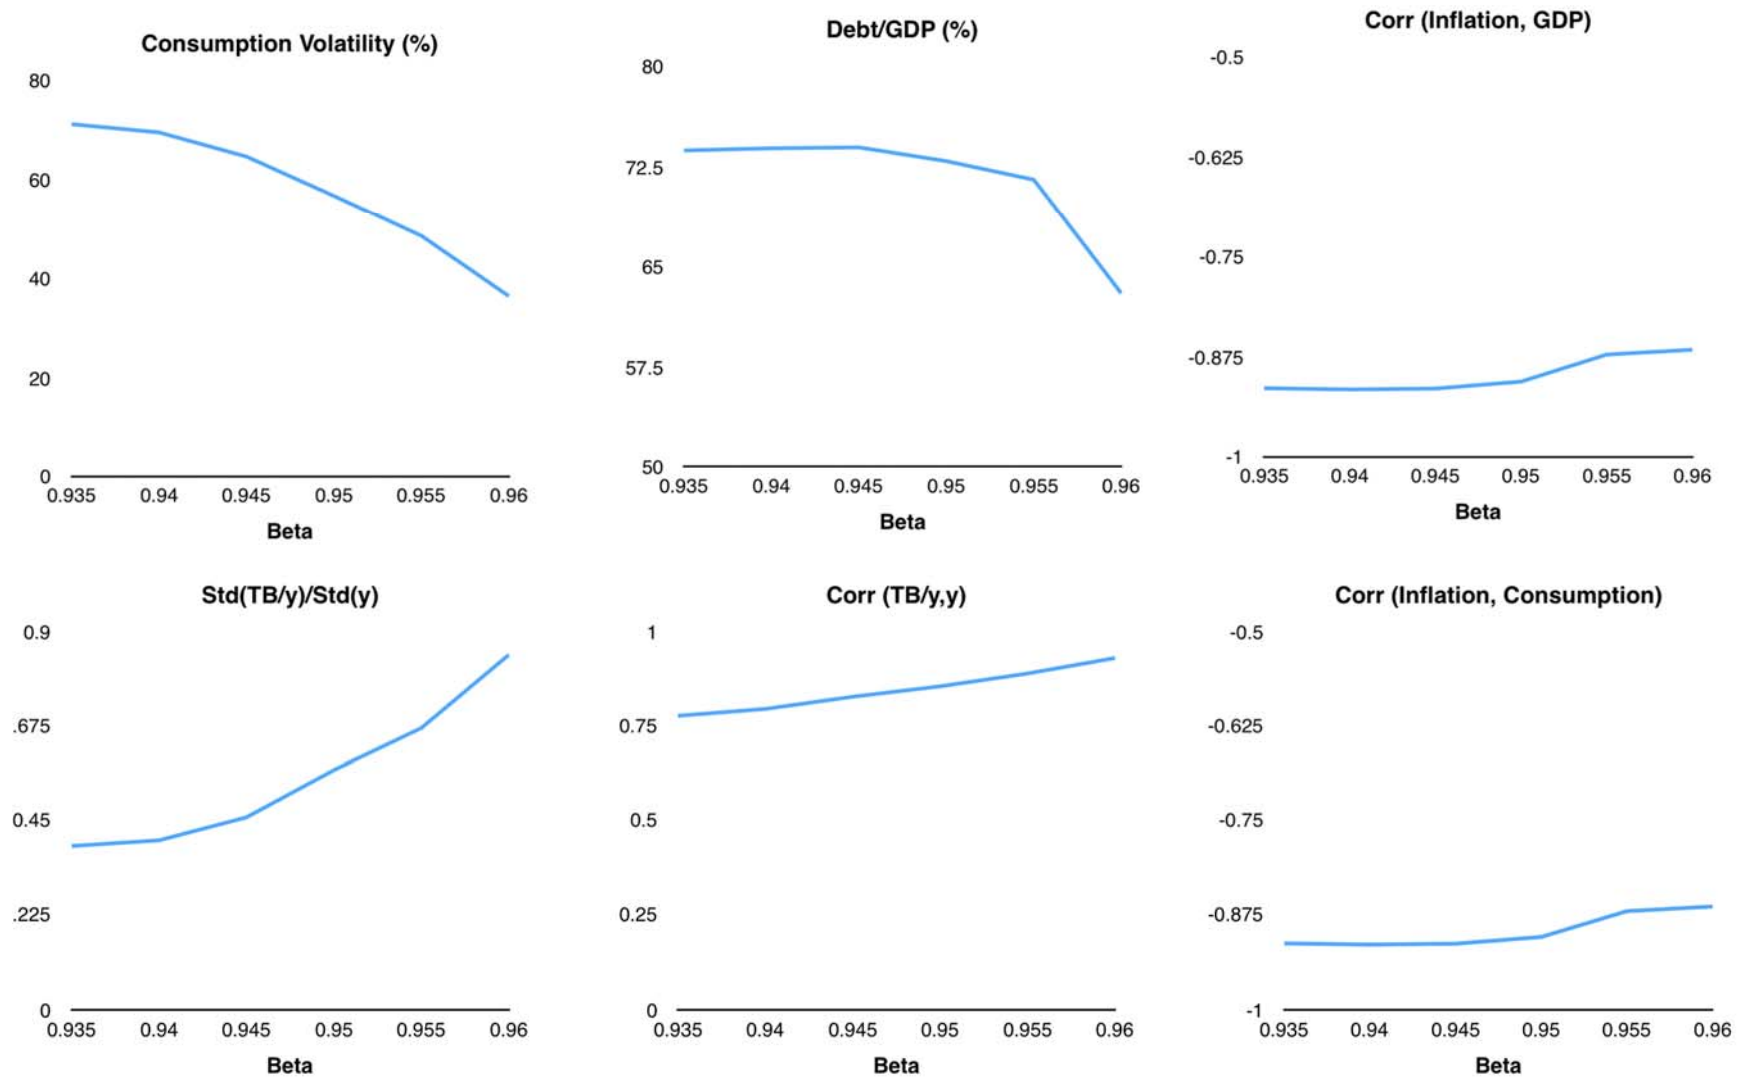 Consumption Volatility (%)
80
60
40
20
0
0.935 0.94 0.945 0.95 0.955 0.96
Beta
Debt/GDP (%)
80
72.5
65
57.5
50
0.935 0.94 0.945 0.95 0.955 0.96
Beta
Corr (Inflation, GDP)
-0.5
-0.625
-0.75
-0.875
-1
0.935 0.94 0.945 0.95 0.955 0.96
Beta
Std(TB/y)/Std(y)
0.9
.675
0.45
.225
0
0.935 0.94 0.945 0.95 0.955 0.96
Beta
Corr (TB/y,y)
1
0.75
0.5
0.25
0
0.935 0.94 0.945 0.95 0.955 0.96
Beta
Corr (Inflation, Consumption)
-0.5
-0.625
-0.75
-0.875
-1
0.935 0.94 0.945 0.95 0.955 0.96
Beta